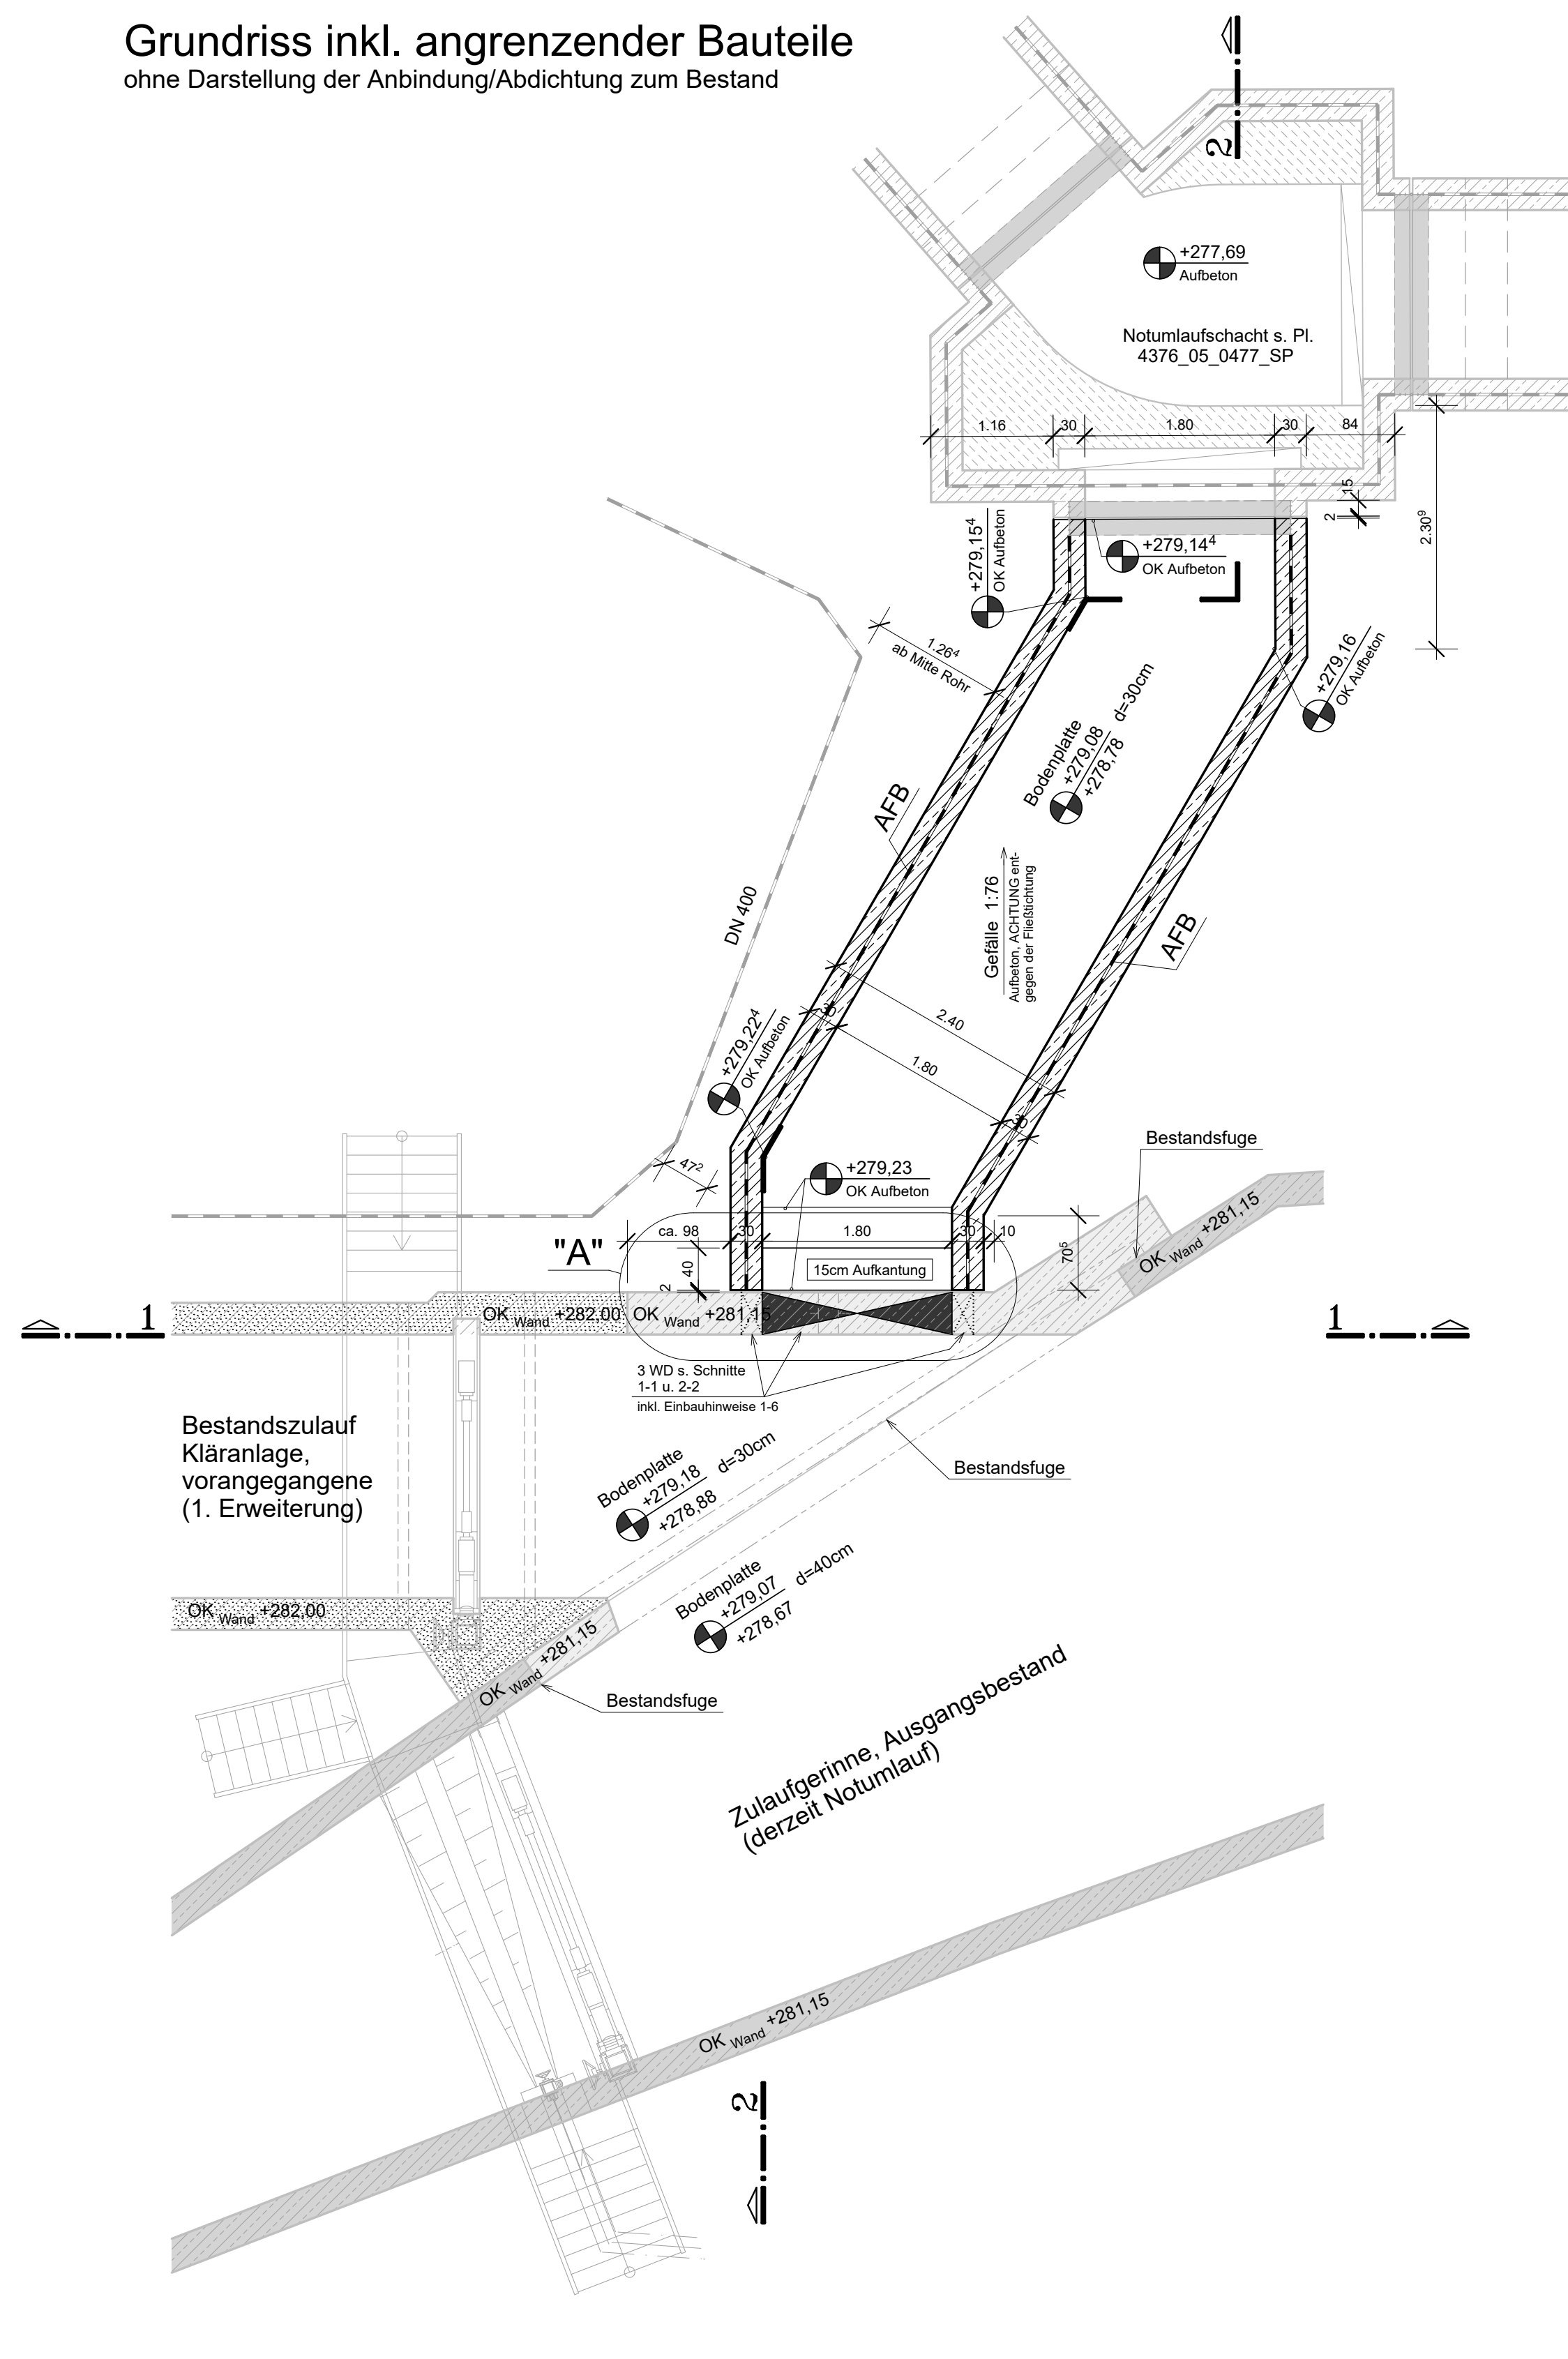 Grundriss inkl. angrenzender Bauteile
ohne Darstellung der Anbindung/Abdichtung zum Bestand
2
+277,69
Aufbeton
Notumlaufschacht s. Pl.
4376_05_0477_SP
1.16
30
1.80
30
84
15
2
2.30⁹
+279,15⁴
OK Aufbeton
+279,14⁴
OK Aufbeton
+279,16
OK Aufbeton
1.26⁴
ab Mitte Rohr
Bodenplatte
+279,08
+278,78
d=30cm
AFB
DN 400
Gefälle 1:76
Aufbeton, ACHTUNG ent-
gegen der Fließtichtung
AFB
30
2.40
1.80
30
+279,22⁴
OK Aufbeton
47²
+279,23
OK Aufbeton
Bestandsfuge
OK Wand +281,15
"A"
ca. 98
30
1.80
30
10
70⁵
40
2
15cm Aufkantung
1
OK Wand +282,00
OK Wand +281,15
1
3 WD s. Schnitte
1-1 u. 2-2
inkl. Einbauhinweise 1-6
Bestandszulauf
Kläranlage,
vorangegangene
(1. Erweiterung)
Bodenplatte
+279,18
+278,88
d=30cm
Bestandsfuge
Bodenplatte
+279,07
+278,67
d=40cm
OK Wand +282,00
OK Wand +281,15
Bestandsfuge
Zulaufgerinne, Ausgangsbestand
(derzeit Notumlauf)
OK Wand +281,15
2